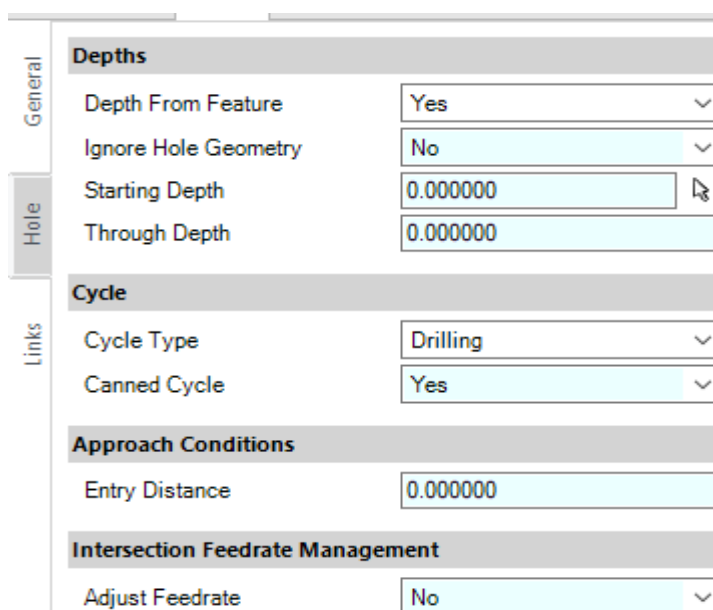 General
Hole
Links
Depths
Depth From Feature Yes
Ignore Hole Geometry No
Starting Depth 0.000000
Through Depth 0.000000
Cycle
Cycle Type Drilling
Canned Cycle Yes
Approach Conditions
Entry Distance 0.000000
Intersection Feedrate Management
Adjust Feedrate No